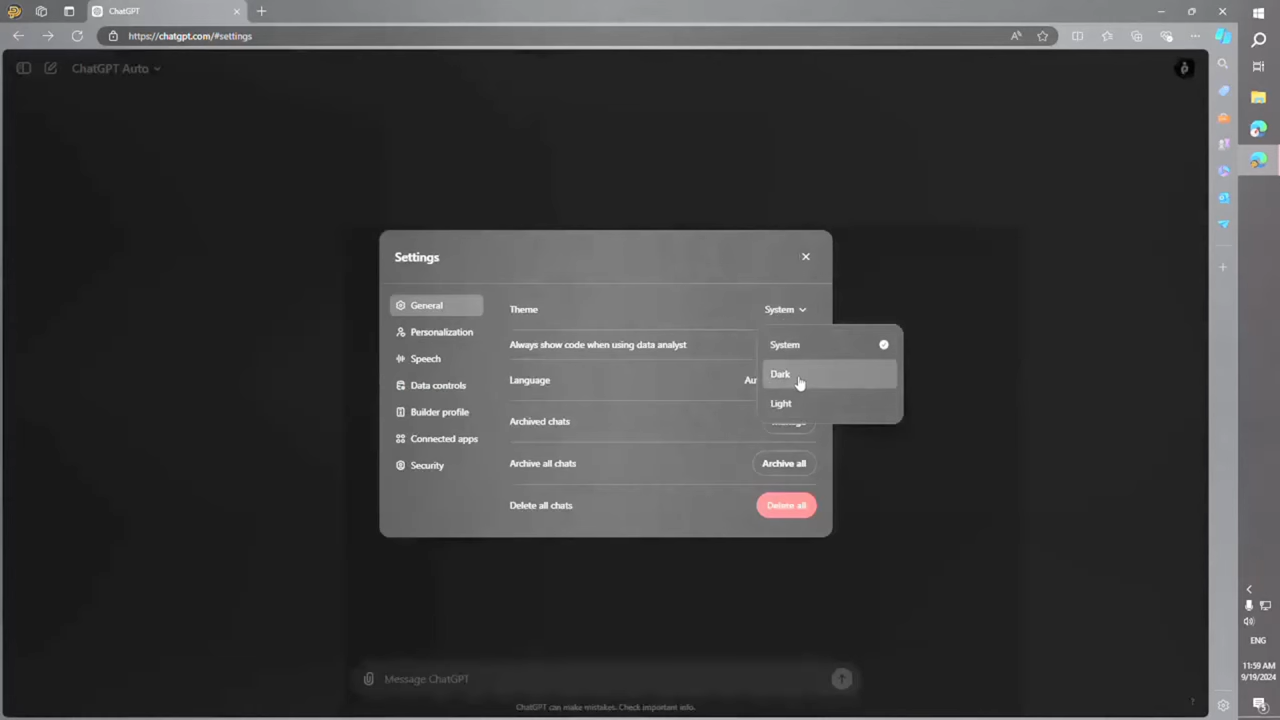 ChatGPT
https://chatgpt.com/#settings
ChatGPT Auto
Settings
General
Personalization
Speech
Data controls
Builder profile
Connected apps
Security
Theme
System
Always show code when using data analyst
Language
Au
Archived chats
Manage
Archive all chats
Archive all
Delete all chats
Delete all
System
Dark
Light
Message ChatGPT
ChatGPT can make mistakes. Check important info.
?
ENG
11:59 AM
9/19/2024